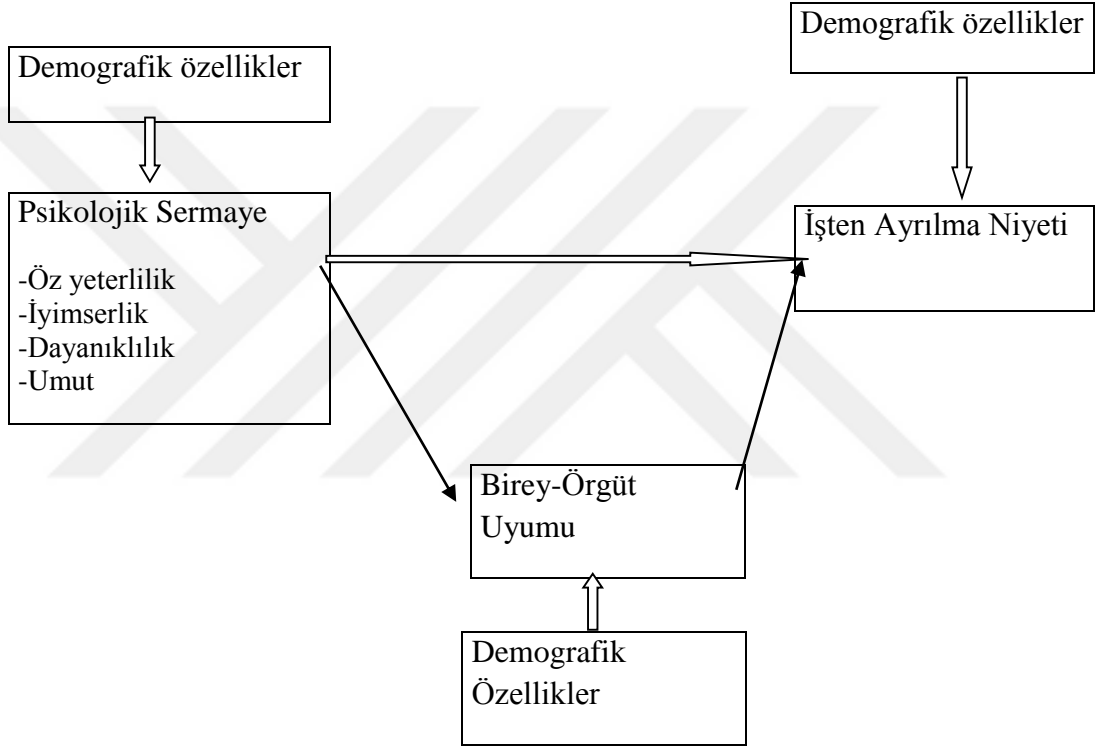 Demografik özellikler
Demografik özellikler
Psikolojik Sermaye
-Öz yeterlilik
-İyimserlik
-Dayanıklılık
-Umut
İşten Ayrılma Niyeti
Birey-Örgüt
Uyumu
Demografik
Özellikler